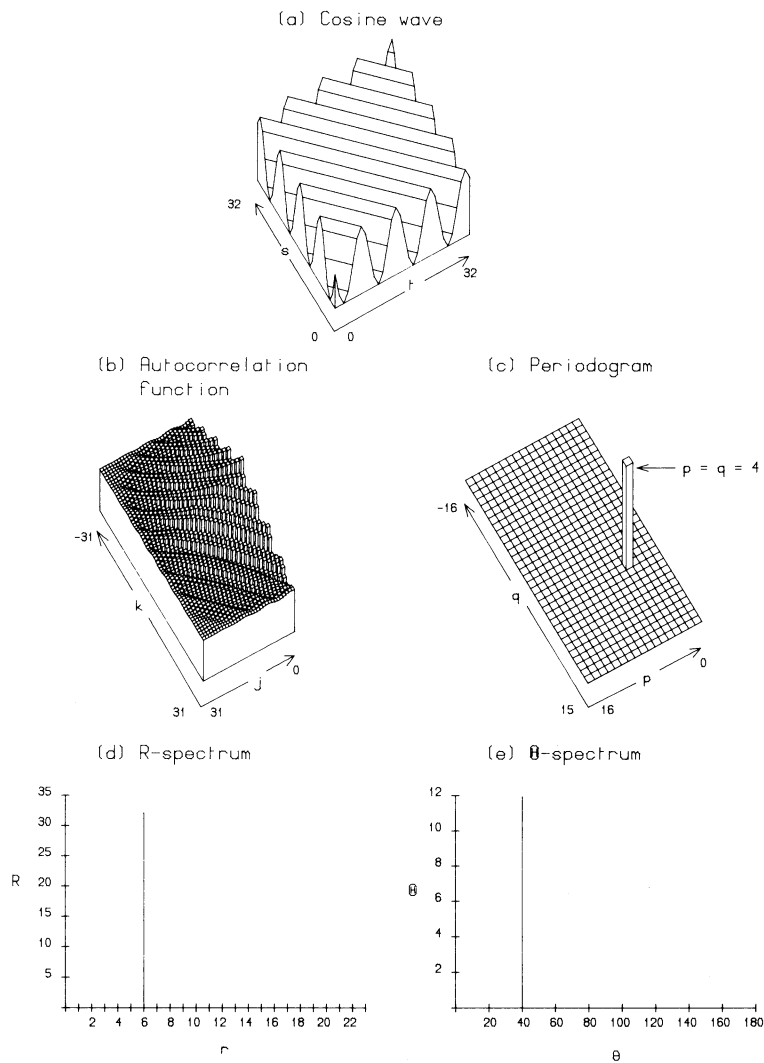 (a) Cosine wave
32
s
0
0
t
32
(b) Autocorrelation
function
-31
k
31
31
j
0
(c) Periodogram
p = q = 4
-16
q
15
16
p
0
(d) R-spectrum
35
30
25
20
15
10
5
R
2 4 6 8 10 12 14 16 18 20 22
r
(e) Θ-spectrum
12
10
8
6
4
2
Θ
20 40 60 80 100 120 140 160 180
θ